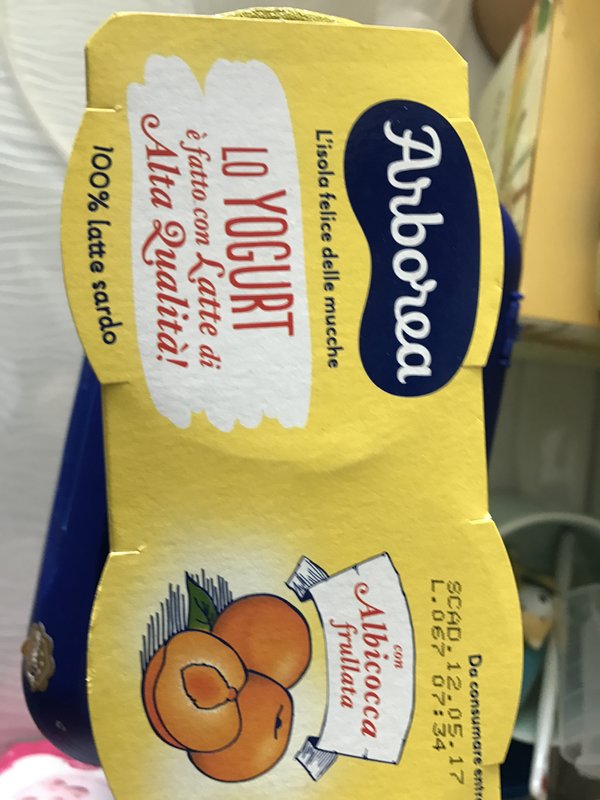 Arborea
L'isola felice delle mucche
LO YOGURT
è fatto con Latte di
Alta Qualità!
100% latte sardo
Da consumare entr
SCAD.12.05.17
L.067 07:34
con
Albicocca
frullata